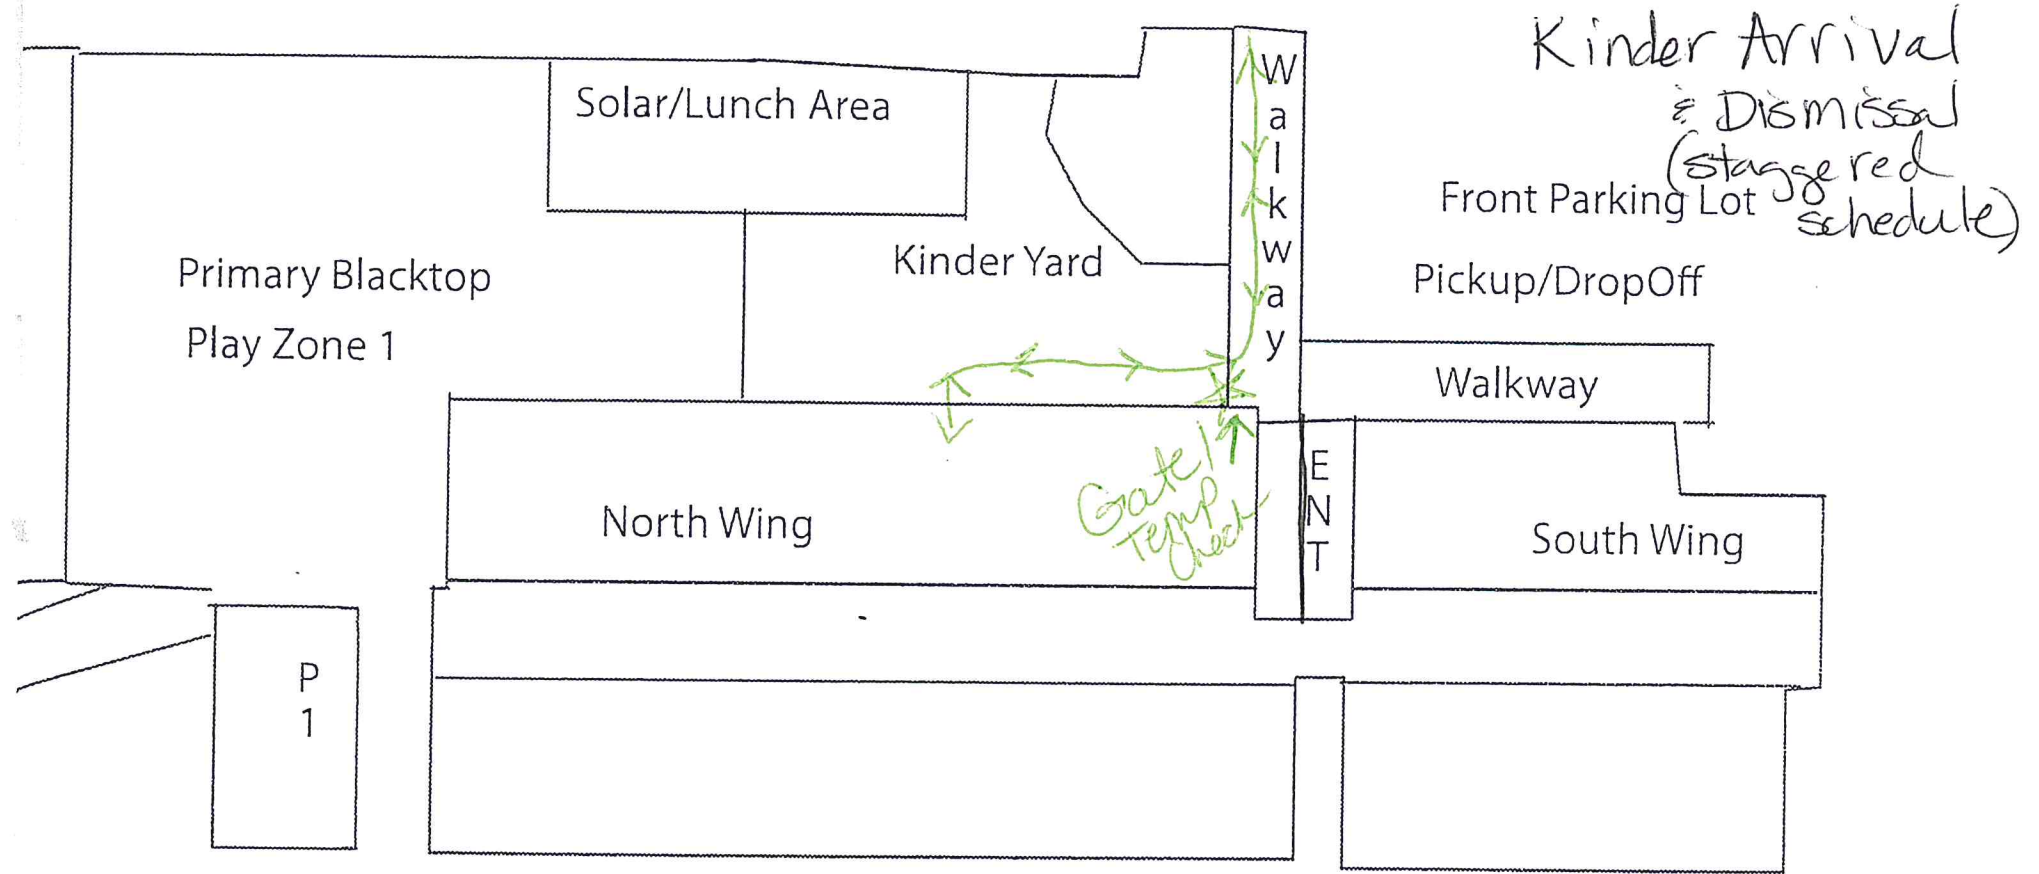 Kinder Arrival
& Dismissal
(staggered
schedule)
Solar/Lunch Area
Walkway
Front Parking Lot
Kinder Yard
Primary Blacktop
Play Zone 1
Pickup/DropOff
Walkway
Gate/
Temp
Check
ENT
North Wing
South Wing
P
1